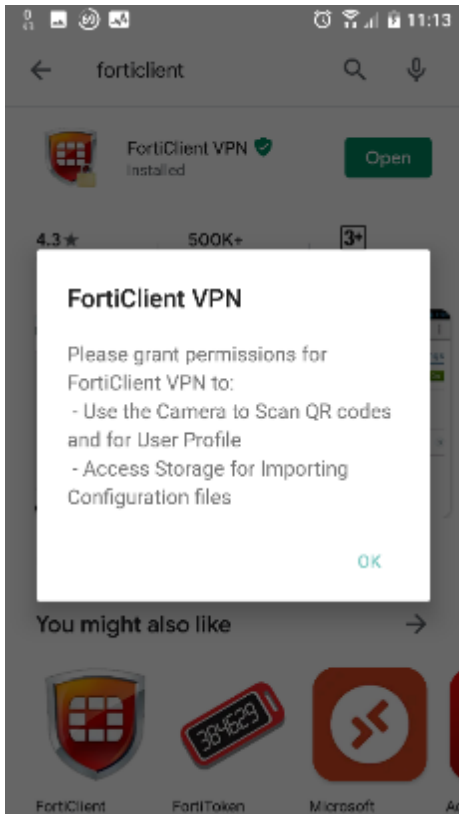 11:13
forticlient
FortiClient VPN
Installed
Open
4.3★
500K+
3+
FortiClient VPN
Please grant permissions for
FortiClient VPN to:
- Use the Camera to Scan QR codes
and for User Profile
- Access Storage for Importing
Configuration files
OK
You might also like
384629
FortiClient
FortiToken
Microsoft